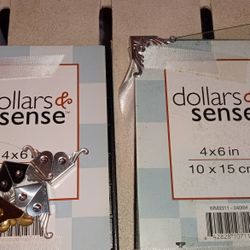 dollars &
sense
4x6
dollars &
sense
4x6 in
10 x 15 cm